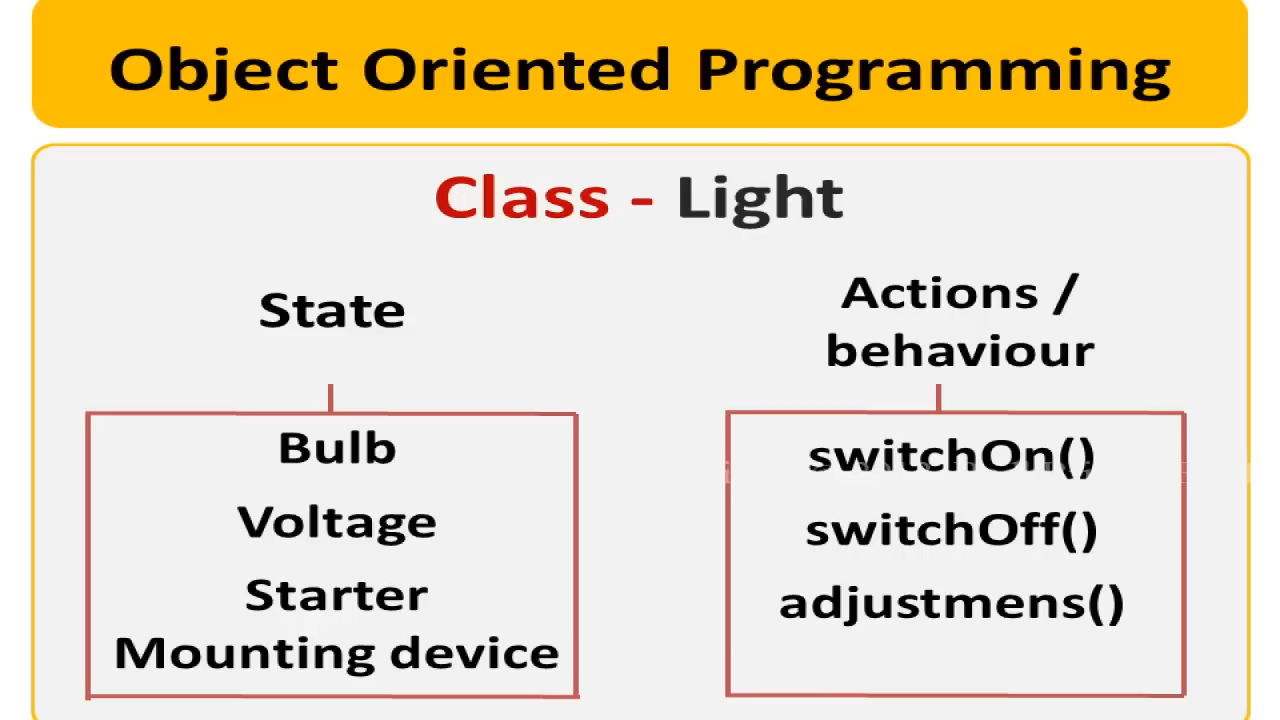 Object Oriented Programming
Class - Light
State
Bulb
Voltage
Starter
Mounting device
Actions /
behaviour
switchOn()
switchOff()
adjustmens()